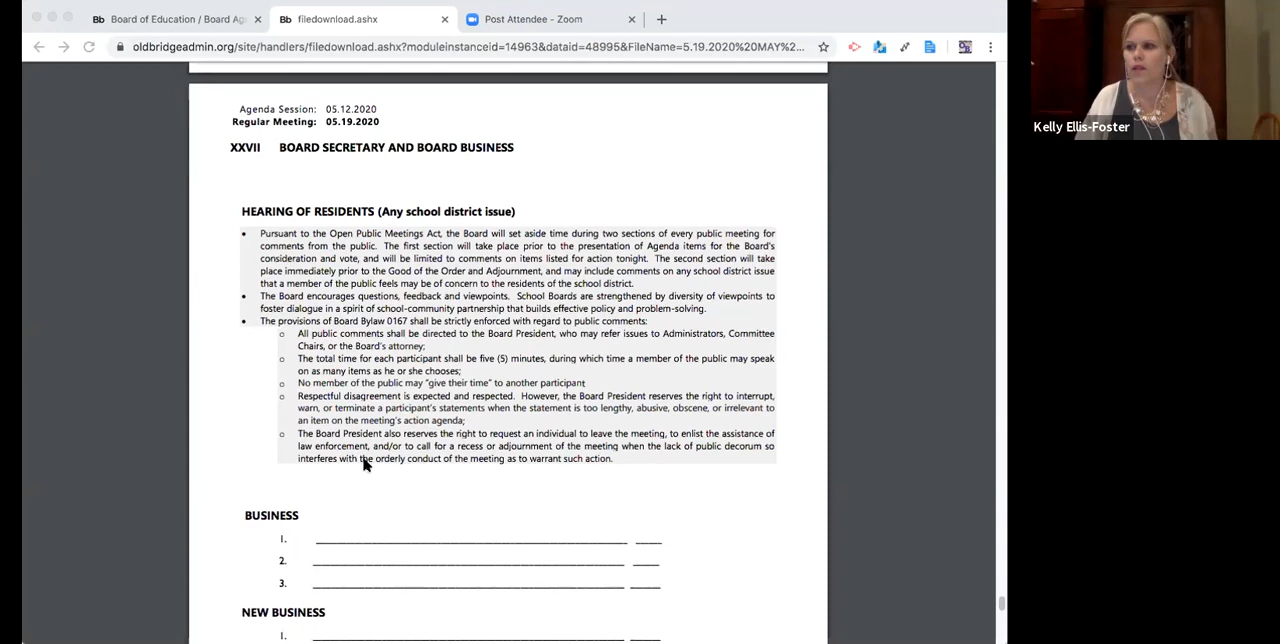 Board of Education / Board Ag
filedownload.ashx
Post Attendee - Zoom
oldbridgeadmin.org/site/handlers/filedownload.ashx?moduleinstanceid=14963&dataid=48995&FileName=5.19.2020%20MAY%2...
Kelly Ellis-Foster
Agenda Session: 05.12.2020
Regular Meeting: 05.19.2020
XXVII BOARD SECRETARY AND BOARD BUSINESS
HEARING OF RESIDENTS (Any school district issue)
• Pursuant to the Open Public Meetings Act, the Board will set aside time during two sections of every public meeting for
comments from the public. The first section will take place prior to the presentation of Agenda items for the Board's
consideration and vote, and will be limited to comments on items listed for action tonight. The second section will take
place immediately prior to the Good of the Order and Adjournment, and may include comments on any school district issue
that a member of the public feels may be of concern to the residents of the school district.
• The Board encourages questions, feedback and viewpoints. School Boards are strengthened by diversity of viewpoints to
foster dialogue in a spirit of school-community partnership that builds effective policy and problem-solving.
• The provisions of Board Bylaw 0167 shall be strictly enforced with regard to public comments:
o All public comments shall be directed to the Board President, who may refer issues to Administrators, Committee
Chairs, or the Board's attorney;
o The total time for each participant shall be five (5) minutes, during which time a member of the public may speak
on as many items as he or she chooses;
o No member of the public may "give their time" to another participant
o Respectful disagreement is expected and respected. However, the Board President reserves the right to interrupt,
warn, or terminate a participant's statements when the statement is too lengthy, abusive, obscene, or irrelevant to
an item on the meeting's action agenda;
o The Board President also reserves the right to request an individual to leave the meeting, to enlist the assistance of
law enforcement, and/or to call for a recess or adjournment of the meeting when the lack of public decorum so
interferes with the orderly conduct of the meeting as to warrant such action.
BUSINESS
1.
2.
3.
NEW BUSINESS
1.